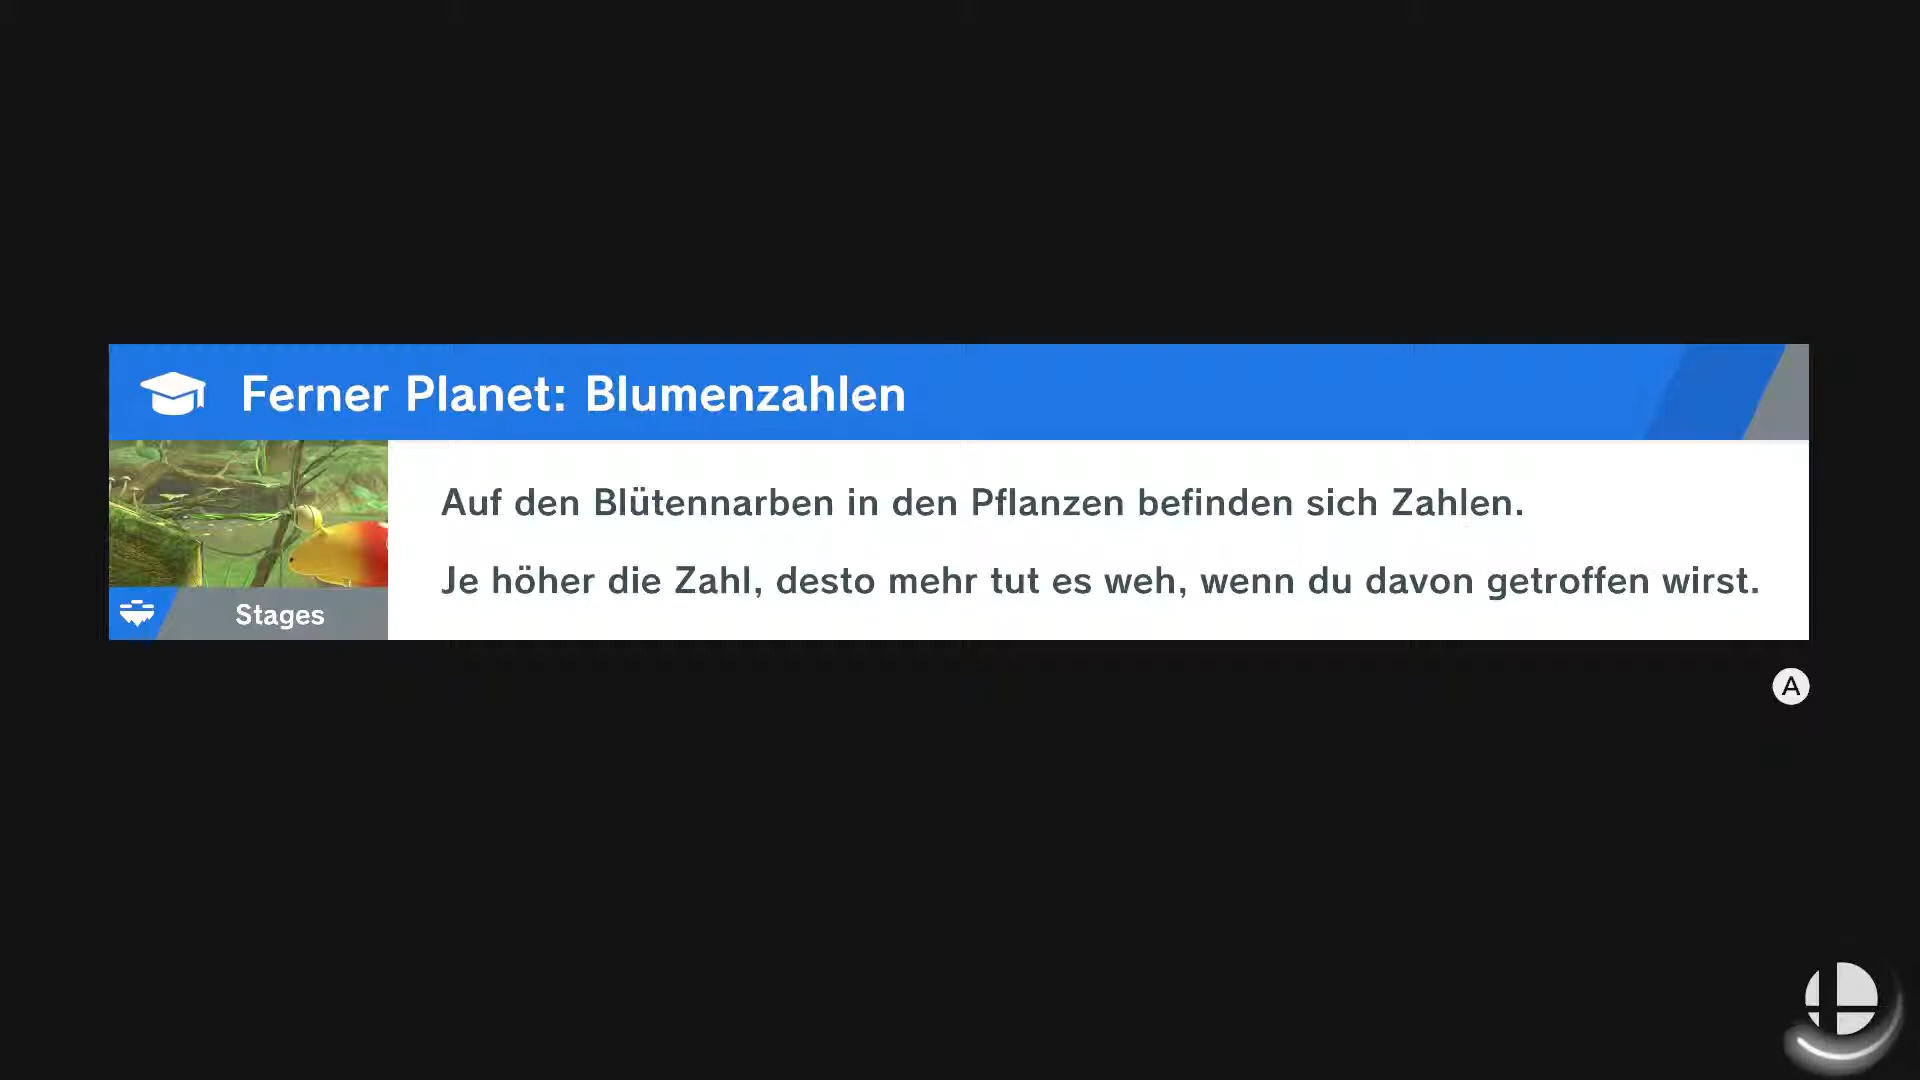 Ferner Planet: Blumenzahlen
Auf den Blütennarben in den Pflanzen befinden sich Zahlen.
Je höher die Zahl, desto mehr tut es weh, wenn du davon getroffen wirst.
Stages
A